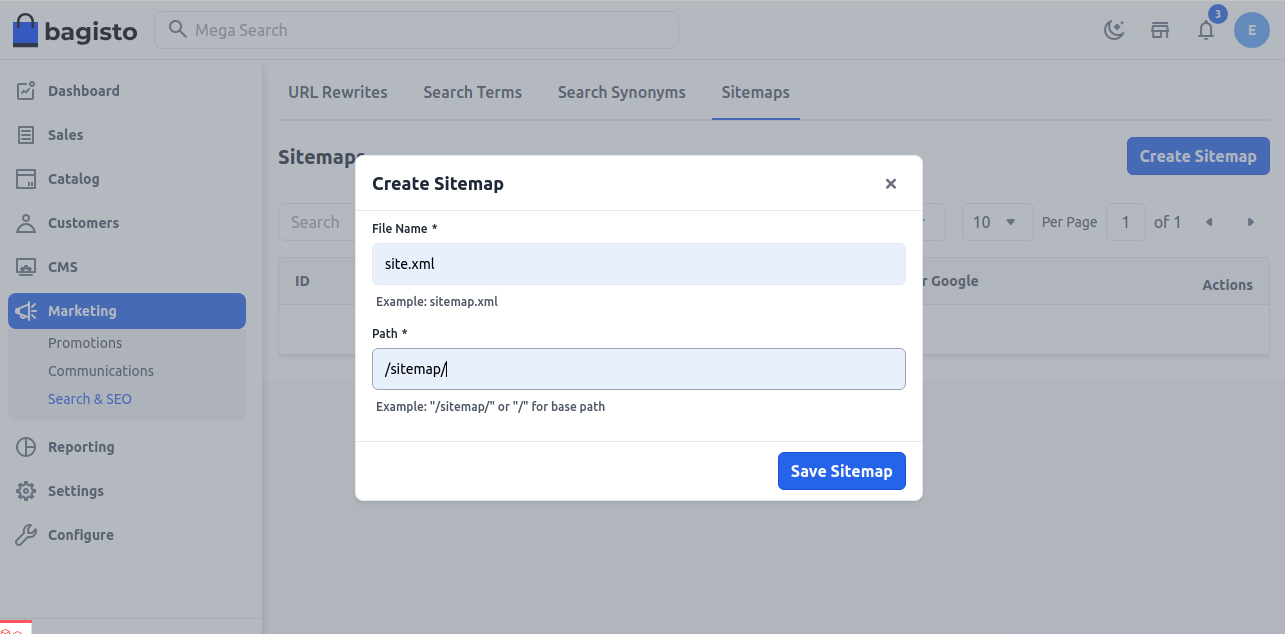 bagisto
Mega Search
3
E
Dashboard
Sales
Catalog
Customers
CMS
Marketing
Promotions
Communications
Search & SEO
Reporting
Settings
Configure
URL Rewrites
Search Terms
Search Synonyms
Sitemaps
Sitemaps
Create Sitemap
Search
10
Per Page
1
of 1
ID
Google
Actions
Create Sitemap
File Name *
site.xml
Example: sitemap.xml
Path *
/sitemap/
Example: "/sitemap/" or "/" for base path
Save Sitemap